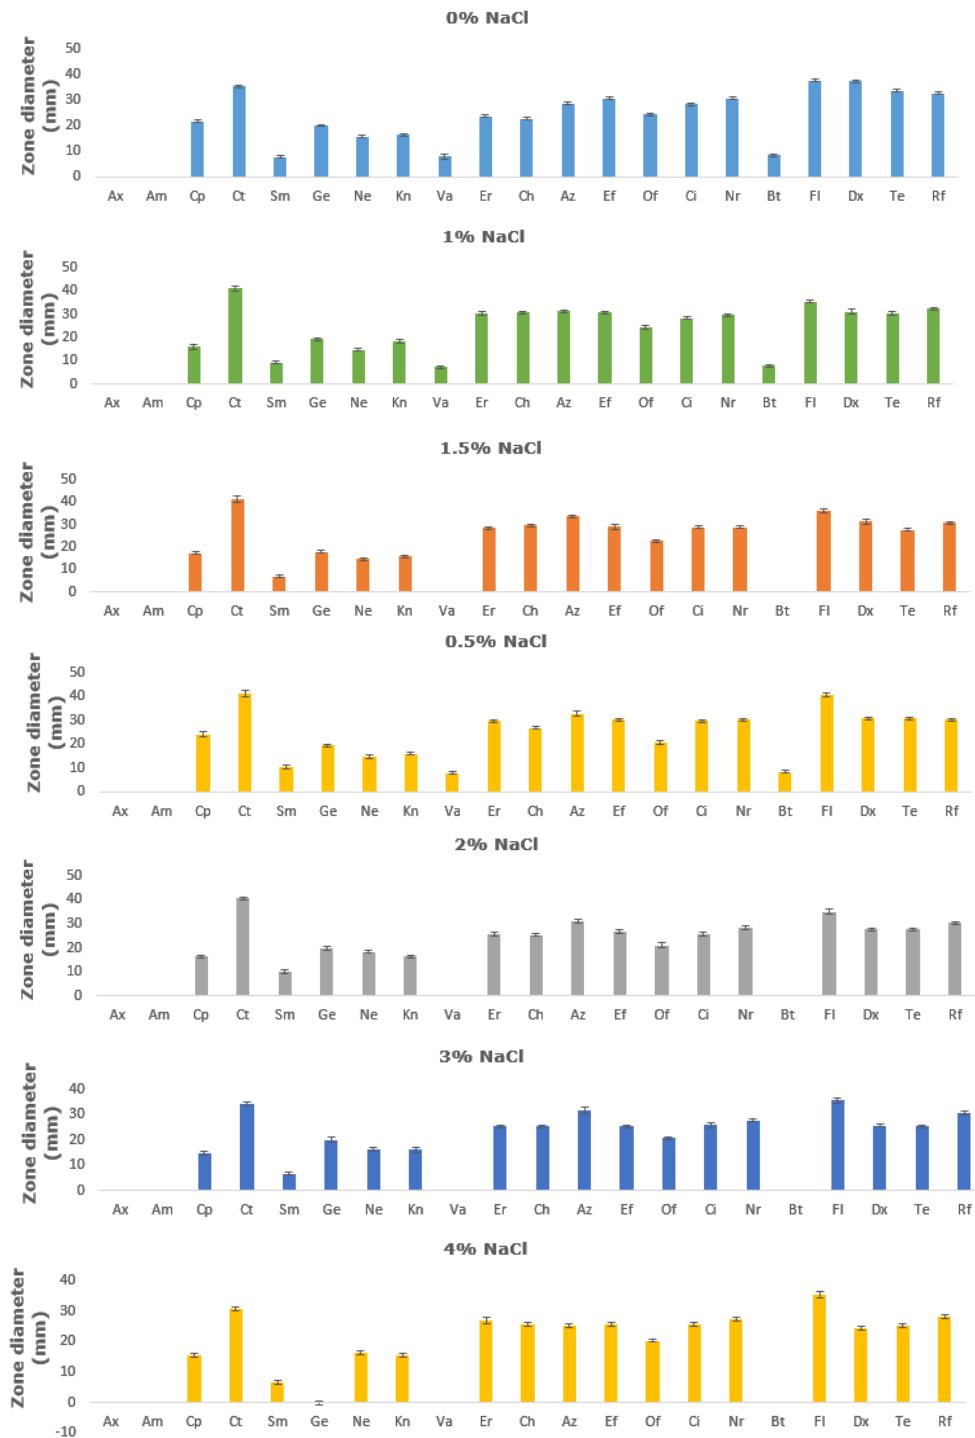 0% NaCl
Zone diameter
(mm)
50
40
30
20
10
0
Ax Am Cp Ct Sm Ge Ne Kn Va Er Ch Az Ef Of Ci Nr Bt Fl Dx Te Rf
1% NaCl
Zone diameter
(mm)
50
40
30
20
10
0
Ax Am Cp Ct Sm Ge Ne Kn Va Er Ch Az Ef Of Ci Nr Bt Fl Dx Te Rf
1.5% NaCl
Zone diameter
(mm)
50
40
30
20
10
0
Ax Am Cp Ct Sm Ge Ne Kn Va Er Ch Az Ef Of Ci Nr Bt Fl Dx Te Rf
0.5% NaCl
Zone diameter
(mm)
50
40
30
20
10
0
Ax Am Cp Ct Sm Ge Ne Kn Va Er Ch Az Ef Of Ci Nr Bt Fl Dx Te Rf
2% NaCl
Zone diameter
(mm)
50
40
30
20
10
0
Ax Am Cp Ct Sm Ge Ne Kn Va Er Ch Az Ef Of Ci Nr Bt Fl Dx Te Rf
3% NaCl
Zone diameter
(mm)
40
30
20
10
0
Ax Am Cp Ct Sm Ge Ne Kn Va Er Ch Az Ef Of Ci Nr Bt Fl Dx Te Rf
4% NaCl
Zone diameter
(mm)
40
30
20
10
0
-10
Ax Am Cp Ct Sm Ge Ne Kn Va Er Ch Az Ef Of Ci Nr Bt Fl Dx Te Rf